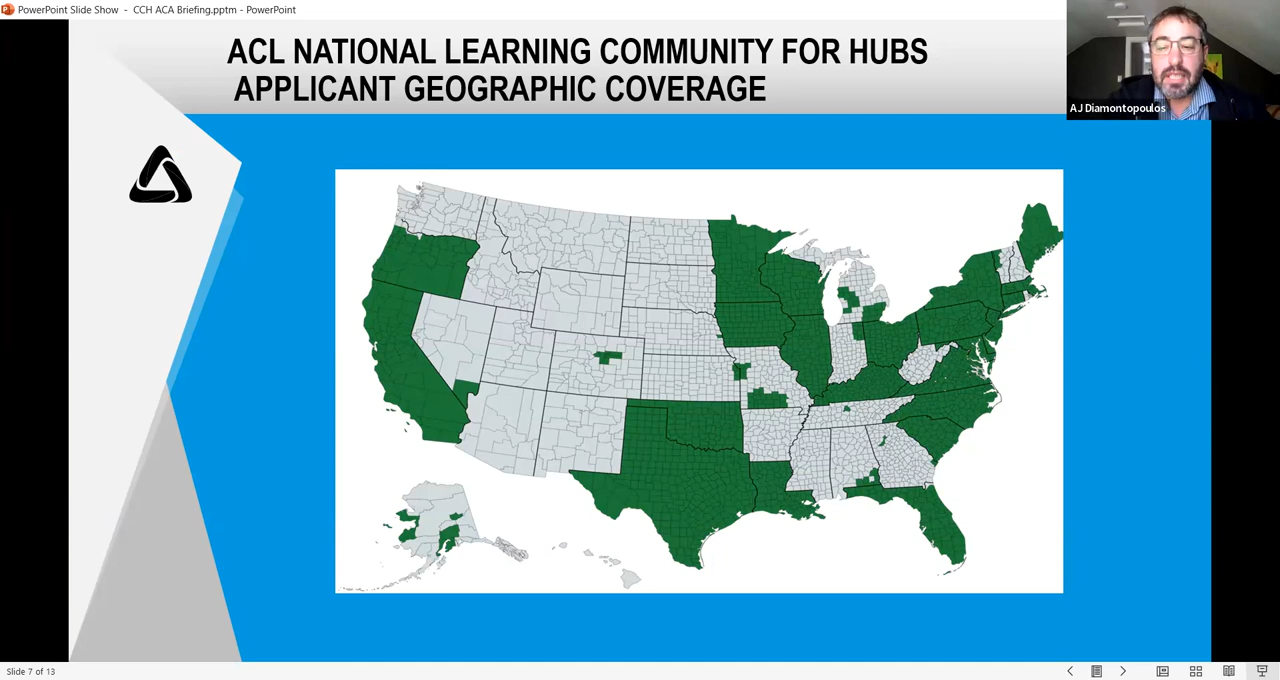 PowerPoint Slide Show - CCH ACA Briefing.pptm - PowerPoint
ACL NATIONAL LEARNING COMMUNITY FOR HUBS
APPLICANT GEOGRAPHIC COVERAGE
AJ Diamontopoulos
Slide 7 of 13